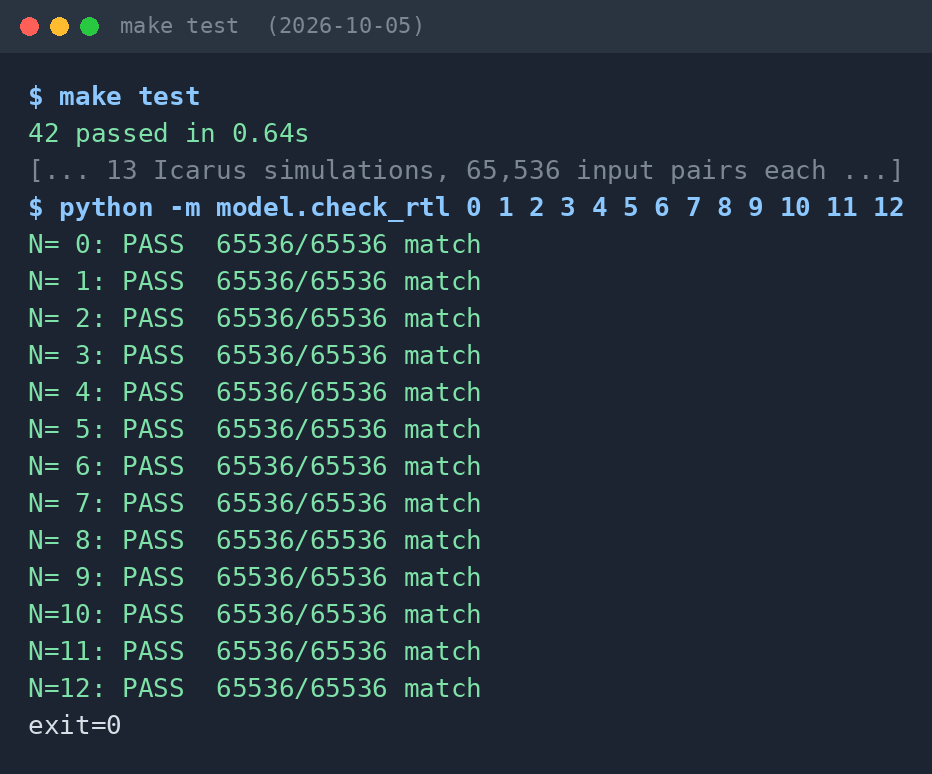 make test  (2026-10-05)
$ make test
42 passed in 0.64s
[... 13 Icarus simulations, 65,536 input pairs each ...]
$ python -m model.check_rtl 0 1 2 3 4 5 6 7 8 9 10 11 12
N= 0: PASS  65536/65536 match
N= 1: PASS  65536/65536 match
N= 2: PASS  65536/65536 match
N= 3: PASS  65536/65536 match
N= 4: PASS  65536/65536 match
N= 5: PASS  65536/65536 match
N= 6: PASS  65536/65536 match
N= 7: PASS  65536/65536 match
N= 8: PASS  65536/65536 match
N= 9: PASS  65536/65536 match
N=10: PASS  65536/65536 match
N=11: PASS  65536/65536 match
N=12: PASS  65536/65536 match
exit=0